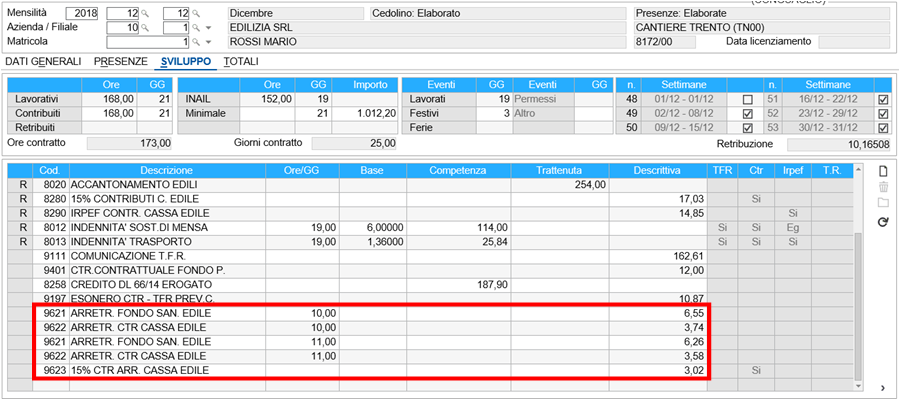 Mensilità 2018 12 12 Dicembre Cedolino: Elaborato Presenze: Elaborate
Azienda / Filiale 10 1 EDILIZIA SRL CANTIERE TRENTO (TN00)
Matricola 1 ROSSI MARIO 8172/00 Data licenziamento
DATI GENERALI PRESENZE SVILUPPO TOTALI
Ore GG Ore GG Importo Eventi GG Eventi GG n. Settimane n. Settimane
Lavorativi 168,00 21 INAIL 152,00 19 Lavorati 19 Permessi 48 01/12 - 01/12 51 16/12 - 22/12
Contribuiti 168,00 21 Minimale 21 1.012,20 Festivi 3 Altro 49 02/12 - 08/12 52 23/12 - 29/12
Retribuiti Ferie 50 09/12 - 15/12 53 30/12 - 31/12
Ore contratto 173,00 Giorni contratto 25,00 Retribuzione 10,16508
Cod. Descrizione Ore/GG Base Competenza Trattenuta Descrittiva TFR Ctr Irpef T.R.
R 8020 ACCANTONAMENTO EDILI 254,00
R 8280 15% CONTRIBUTI C. EDILE 17,03 Si
R 8290 IRPEF CONTR. CASSA EDILE 14,85 Si
R 8012 INDENNITA' SOST.DI MENSA 19,00 6,00000 114,00 Si Si Eg
R 8013 INDENNITA' TRASPORTO 19,00 1,36000 25,84 Si Si Si
9111 COMUNICAZIONE T.F.R. 162,61
9401 CTR.CONTRATTUALE FONDO P. 12,00
8258 CREDITO DL 66/14 EROGATO 187,90
9197 ESONERO CTR - TFR PREV.C. 10,87
9621 ARRETR. FONDO SAN. EDILE 10,00 6,55
9622 ARRETR. CTR CASSA EDILE 10,00 3,74
9621 ARRETR. FONDO SAN. EDILE 11,00 6,26
9622 ARRETR. CTR CASSA EDILE 11,00 3,58
9623 15% CTR ARR. CASSA EDILE 3,02 Si